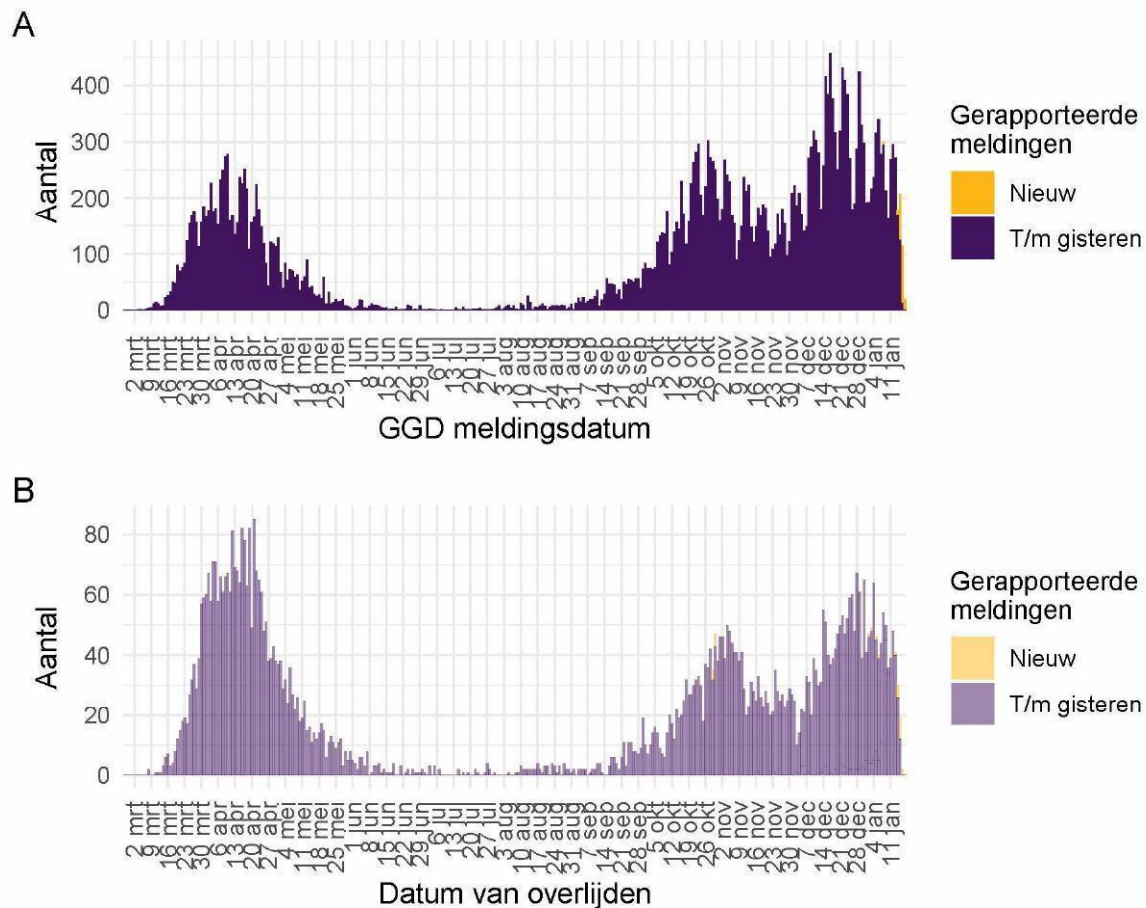 A
400
300
200
100
0
Aantal
2 mrt
9 mrt
16 mrt
23 mrt
30 mrt
6 apr
13 apr
20 apr
27 apr
4 mei
11 mei
18 mei
25 mei
1 jun
8 jun
15 jun
22 jun
29 jun
6 jul
13 jul
20 jul
27 jul
3 aug
10 aug
17 aug
24 aug
31 aug
7 sep
14 sep
21 sep
28 sep
5 okt
12 okt
19 okt
26 okt
2 nov
9 nov
16 nov
23 nov
30 nov
7 dec
14 dec
21 dec
28 dec
4 jan
11 jan
GGD meldingsdatum
Gerapporteerde
meldingen
Nieuw
T/m gisteren
B
80
60
40
20
0
Aantal
2 mrt
9 mrt
16 mrt
23 mrt
30 mrt
6 apr
13 apr
20 apr
27 apr
4 mei
11 mei
18 mei
25 mei
1 jun
8 jun
15 jun
22 jun
29 jun
6 jul
13 jul
20 jul
27 jul
3 aug
10 aug
17 aug
24 aug
31 aug
7 sep
14 sep
21 sep
28 sep
5 okt
12 okt
19 okt
26 okt
2 nov
9 nov
16 nov
23 nov
30 nov
7 dec
14 dec
21 dec
28 dec
4 jan
11 jan
Datum van overlijden
Gerapporteerde
meldingen
Nieuw
T/m gisteren